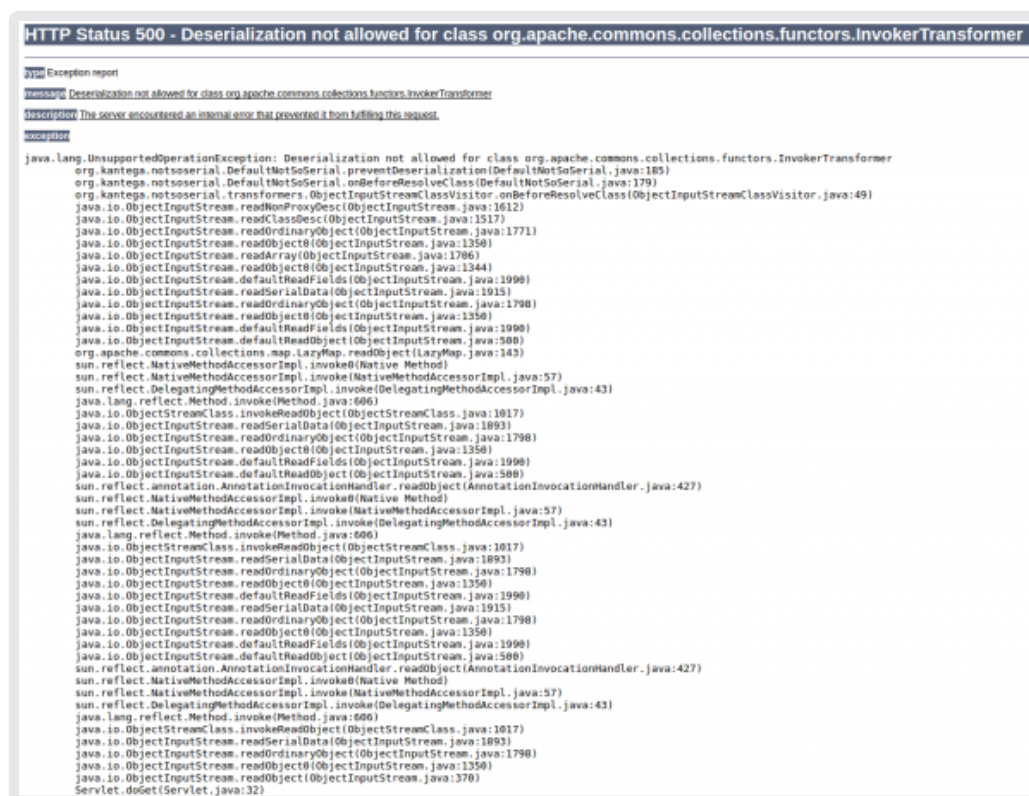 HTTP Status 500 - Deserialization not allowed for class org.apache.commons.collections.functors.InvokerTransformer
type Exception report
message Deserialization not allowed for class org.apache.commons.collections.functors.InvokerTransformer
description The server encountered an internal error that prevented it from fulfilling this request.
exception
java.lang.UnsupportedOperationException: Deserialization not allowed for class org.apache.commons.collections.functors.InvokerTransformer
org.kantega.notsoserial.DefaultNotSoSerial.preventDeserialization(DefaultNotSoSerial.java:185)
org.kantega.notsoserial.DefaultNotSoSerial.onBeforeResolveClass(DefaultNotSoSerial.java:179)
org.kantega.notsoserial.transformers.ObjectInputStreamClassVisitor.onBeforeResolveClass(ObjectInputStreamClassVisitor.java:49)
java.io.ObjectInputStream.readNonProxyDesc(ObjectInputStream.java:1612)
java.io.ObjectInputStream.readClassDesc(ObjectInputStream.java:1517)
java.io.ObjectInputStream.readOrdinaryObject(ObjectInputStream.java:1771)
java.io.ObjectInputStream.readObject0(ObjectInputStream.java:1350)
java.io.ObjectInputStream.readArray(ObjectInputStream.java:1706)
java.io.ObjectInputStream.readObject0(ObjectInputStream.java:1344)
java.io.ObjectInputStream.defaultReadFields(ObjectInputStream.java:1990)
java.io.ObjectInputStream.readSerialData(ObjectInputStream.java:1915)
java.io.ObjectInputStream.readOrdinaryObject(ObjectInputStream.java:1798)
java.io.ObjectInputStream.readObject0(ObjectInputStream.java:1350)
java.io.ObjectInputStream.defaultReadFields(ObjectInputStream.java:1990)
java.io.ObjectInputStream.defaultReadObject(ObjectInputStream.java:500)
org.apache.commons.collections.map.LazyMap.readObject(LazyMap.java:143)
sun.reflect.NativeMethodAccessorImpl.invoke0(Native Method)
sun.reflect.NativeMethodAccessorImpl.invoke(NativeMethodAccessorImpl.java:57)
sun.reflect.DelegatingMethodAccessorImpl.invoke(DelegatingMethodAccessorImpl.java:43)
java.lang.reflect.Method.invoke(Method.java:606)
java.io.ObjectStreamClass.invokeReadObject(ObjectStreamClass.java:1017)
java.io.ObjectInputStream.readSerialData(ObjectInputStream.java:1893)
java.io.ObjectInputStream.readOrdinaryObject(ObjectInputStream.java:1798)
java.io.ObjectInputStream.readObject0(ObjectInputStream.java:1350)
java.io.ObjectInputStream.defaultReadFields(ObjectInputStream.java:1990)
java.io.ObjectInputStream.defaultReadObject(ObjectInputStream.java:500)
sun.reflect.annotation.AnnotationInvocationHandler.readObject(AnnotationInvocationHandler.java:427)
sun.reflect.NativeMethodAccessorImpl.invoke0(Native Method)
sun.reflect.NativeMethodAccessorImpl.invoke(NativeMethodAccessorImpl.java:57)
sun.reflect.DelegatingMethodAccessorImpl.invoke(DelegatingMethodAccessorImpl.java:43)
java.lang.reflect.Method.invoke(Method.java:606)
java.io.ObjectStreamClass.invokeReadObject(ObjectStreamClass.java:1017)
java.io.ObjectInputStream.readSerialData(ObjectInputStream.java:1893)
java.io.ObjectInputStream.readOrdinaryObject(ObjectInputStream.java:1798)
java.io.ObjectInputStream.readObject0(ObjectInputStream.java:1350)
java.io.ObjectInputStream.defaultReadFields(ObjectInputStream.java:1990)
java.io.ObjectInputStream.readSerialData(ObjectInputStream.java:1915)
java.io.ObjectInputStream.readOrdinaryObject(ObjectInputStream.java:1798)
java.io.ObjectInputStream.readObject0(ObjectInputStream.java:1350)
java.io.ObjectInputStream.defaultReadFields(ObjectInputStream.java:1990)
java.io.ObjectInputStream.defaultReadObject(ObjectInputStream.java:500)
sun.reflect.annotation.AnnotationInvocationHandler.readObject(AnnotationInvocationHandler.java:427)
sun.reflect.NativeMethodAccessorImpl.invoke0(Native Method)
sun.reflect.NativeMethodAccessorImpl.invoke(NativeMethodAccessorImpl.java:57)
sun.reflect.DelegatingMethodAccessorImpl.invoke(DelegatingMethodAccessorImpl.java:43)
java.lang.reflect.Method.invoke(Method.java:606)
java.io.ObjectStreamClass.invokeReadObject(ObjectStreamClass.java:1017)
java.io.ObjectInputStream.readSerialData(ObjectInputStream.java:1893)
java.io.ObjectInputStream.readOrdinaryObject(ObjectInputStream.java:1798)
java.io.ObjectInputStream.readObject0(ObjectInputStream.java:1350)
java.io.ObjectInputStream.readObject(ObjectInputStream.java:370)
Servlet.doGet(Servlet.java:32)